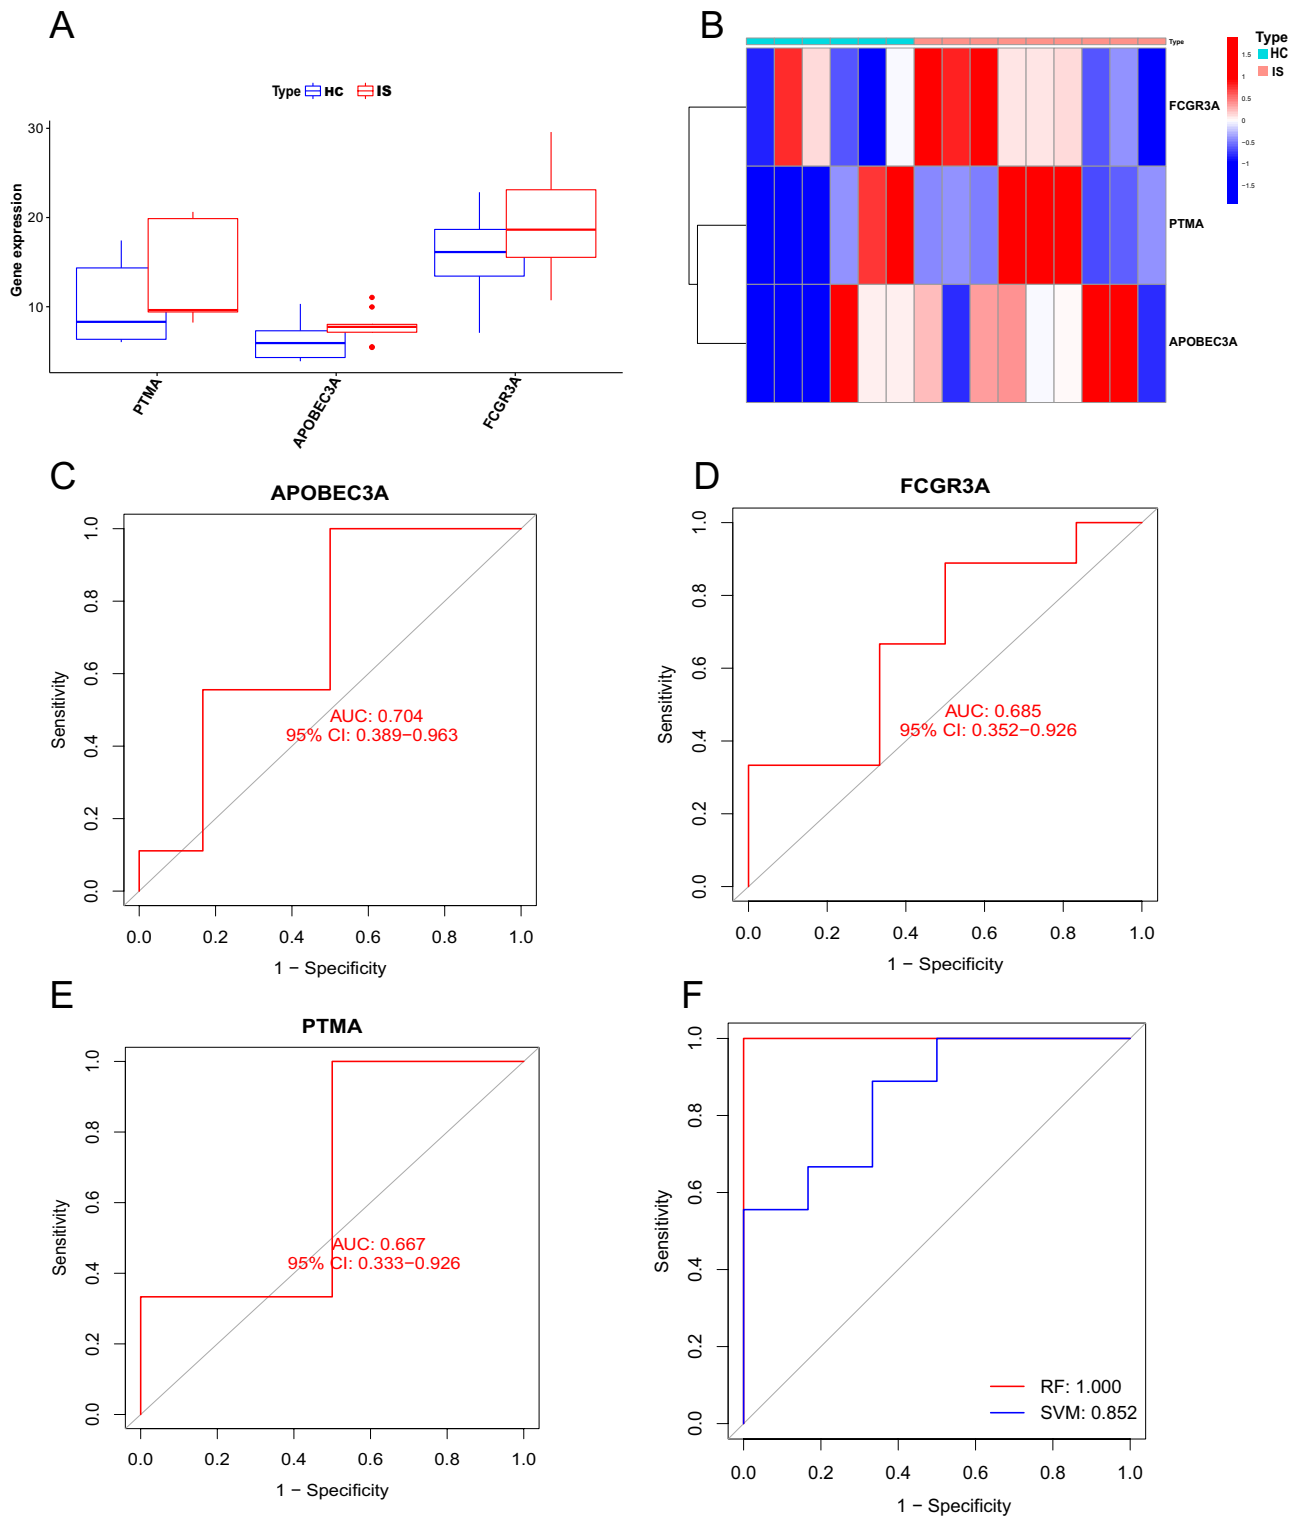 A
Type HC IS
Gene expression
30
20
10
PTMA
APOBEC3A
FCGR3A
B
Type
FCGR3A
PTMA
APOBEC3A
1.5
1
0.5
0
−0.5
−1
−1.5
Type
HC
IS
C
APOBEC3A
Sensitivity
0.0 0.2 0.4 0.6 0.8 1.0
AUC: 0.704
95% CI: 0.389−0.963
0.0 0.2 0.4 0.6 0.8 1.0
1 − Specificity
D
FCGR3A
Sensitivity
0.0 0.2 0.4 0.6 0.8 1.0
AUC: 0.685
95% CI: 0.352−0.926
0.0 0.2 0.4 0.6 0.8 1.0
1 − Specificity
E
PTMA
Sensitivity
0.0 0.2 0.4 0.6 0.8 1.0
AUC: 0.667
95% CI: 0.333−0.926
0.0 0.2 0.4 0.6 0.8 1.0
1 − Specificity
F
Sensitivity
0.0 0.2 0.4 0.6 0.8 1.0
RF: 1.000
SVM: 0.852
0.0 0.2 0.4 0.6 0.8 1.0
1 − Specificity